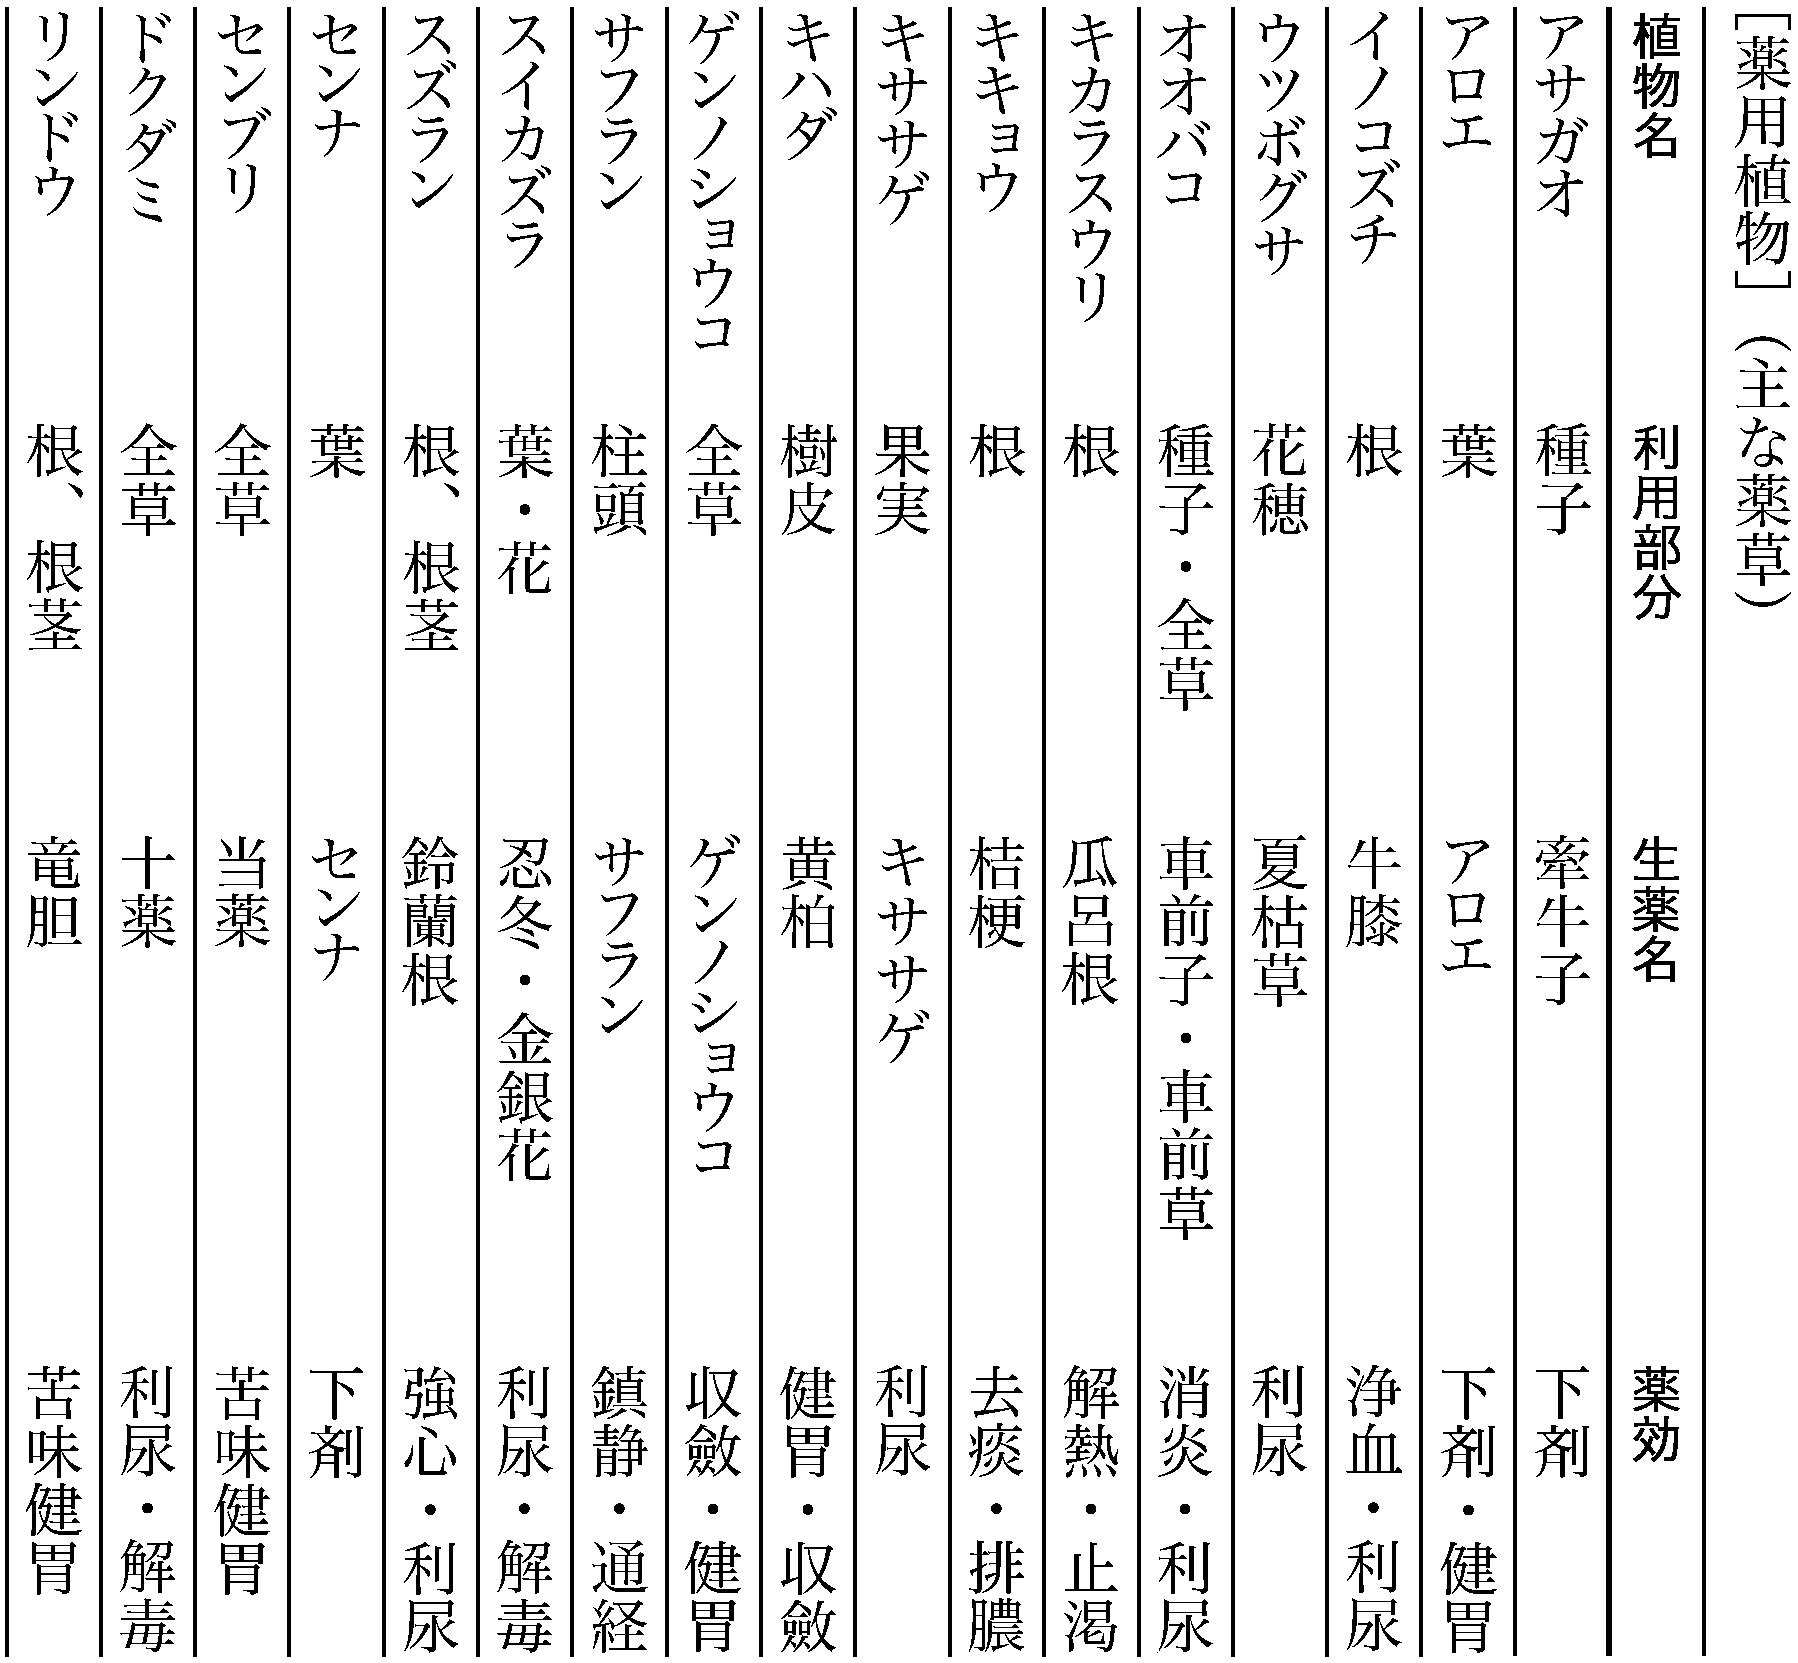 ［薬用植物］（主な薬草）
植物名　利用部分　生薬名　薬効
アサガオ　種子　牽牛子　下剤
アロエ　葉　アロエ　下剤・健胃
イノコズチ　根　牛膝　浄血・利尿
ウツボグサ　花穂　夏枯草　利尿
オオバコ　種子・全草　車前子・車前草　消炎・利尿
キカラスウリ　根　瓜呂根　解熱・止渇
キキョウ　根　桔梗　去痰・排膿
キササゲ　果実　キササゲ　利尿
キハダ　樹皮　黄柏　健胃・収斂
ゲンノショウコ　全草　ゲンノショウコ　収斂・健胃
サフラン　柱頭　サフラン　鎮静・通経
スイカズラ　葉・花　忍冬・金銀花　利尿・解毒
スズラン　根、根茎　鈴蘭根　強心・利尿
センナ　葉　センナ　下剤
センブリ　全草　当薬　苦味健胃
ドクダミ　全草　十薬　利尿・解毒
リンドウ　根、根茎　竜胆　苦味健胃